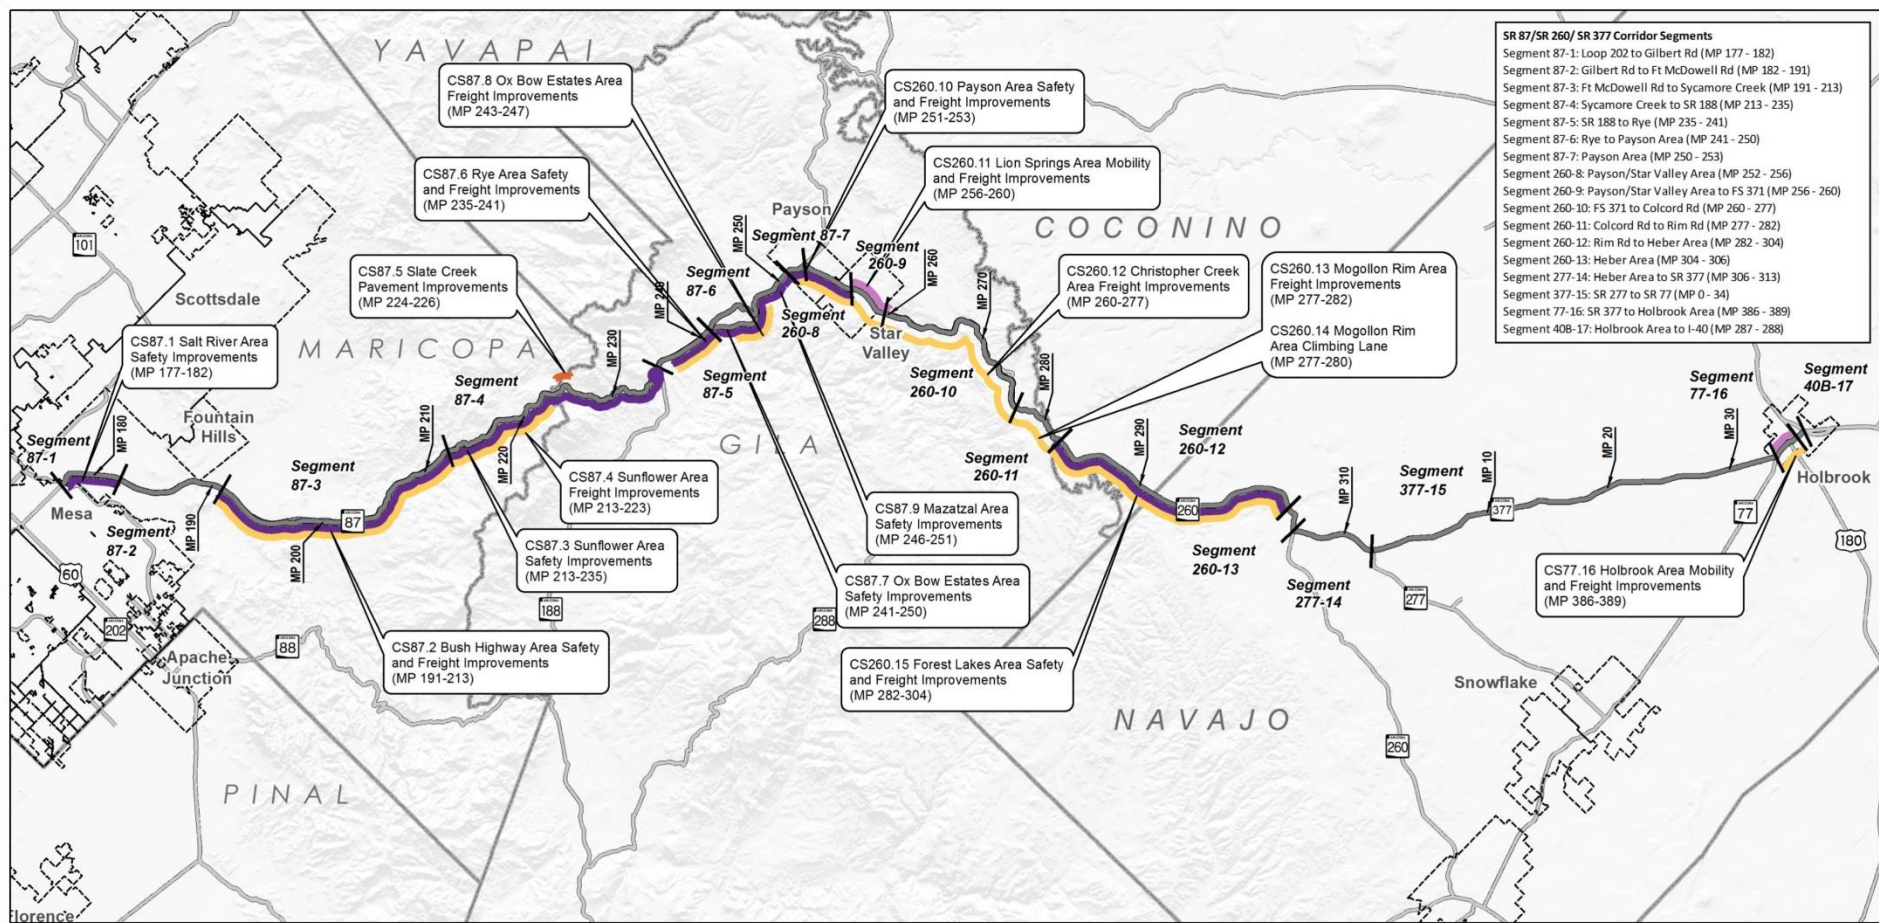 YAVAPAI
SR 87/SR 260/ SR 377 Corridor Segments
Segment 87-1: Loop 202 to Gilbert Rd (MP 177 - 182)
Segment 87-2: Gilbert Rd to Ft McDowell Rd (MP 182 - 191)
Segment 87-3: Ft McDowell Rd to Sycamore Creek (MP 191 - 213)
Segment 87-4: Sycamore Creek to SR 188 (MP 213 - 235)
Segment 87-5: SR 188 to Rye (MP 235 - 241)
Segment 87-6: Rye to Payson Area (MP 241 - 250)
Segment 87-7: Payson Area (MP 250 - 253)
Segment 260-8: Payson/Star Valley Area (MP 252 - 256)
Segment 260-9: Payson/Star Valley Area to FS 371 (MP 256 - 260)
Segment 260-10: FS 371 to Colcord Rd (MP 260 - 277)
Segment 260-11: Colcord Rd to Rim Rd (MP 277 - 282)
Segment 260-12: Rim Rd to Heber Area (MP 282 - 304)
Segment 260-13: Heber Area (MP 304 - 306)
Segment 277-14: Heber Area to SR 377 (MP 306 - 313)
Segment 377-15: SR 277 to SR 77 (MP 0 - 34)
Segment 77-16: SR 377 to Holbrook Area (MP 386 - 389)
Segment 40B-17: Holbrook Area to I-40 (MP 287 - 288)
CS87.8 Ox Bow Estates Area
Freight Improvements
(MP 243-247)
CS260.10 Payson Area Safety
and Freight Improvements
(MP 251-253)
CS87.6 Rye Area Safety
and Freight Improvements
(MP 235-241)
CS260.11 Lion Springs Area Mobility
and Freight Improvements
(MP 256-260)
Payson
COCONINO
MP 250
Segment 87-7
Segment
260-9
MP 260
101
CS87.5 Slate Creek
Pavement Improvements
(MP 224-226)
Segment
87-6
MP 240
MP 270
CS260.12 Christopher Creek
Area Freight Improvements
(MP 260-277)
CS260.13 Mogollon Rim Area
Freight Improvements
(MP 277-282)
CS260.14 Mogollon Rim
Area Climbing Lane
(MP 277-280)
Scottsdale
Segment
260-8
Star
Valley
CS87.1 Salt River Area
Safety Improvements
(MP 177-182)
MARICOPA
MP 230
MP 280
Segment
87-4
Segment
87-5
Segment
260-10
Segment
77-16
Segment
40B-17
Fountain
Hills
MP 180
MP 210
MP 220
GILA
MP 290
Segment
260-12
MP 30
MP 20
Segment
87-1
Segment
87-3
Segment
260-11
MP 310
Segment
377-15
MP 10
Holbrook
Mesa
CS87.4 Sunflower Area
Freight Improvements
(MP 213-223)
Segment
87-2
MP 190
87
MP 200
CS87.9 Mazatzal Area
Safety Improvements
(MP 246-251)
260
377
77
180
CS87.3 Sunflower Area
Safety Improvements
(MP 213-235)
Segment
260-13
CS77.16 Holbrook Area Mobility
and Freight Improvements
(MP 386-389)
60
CS87.7 Ox Bow Estates Area
Safety Improvements
(MP 241-250)
Segment
277-14
277
188
288
202
88
CS87.2 Bush Highway Area Safety
and Freight Improvements
(MP 191-213)
Apache
Junction
CS260.15 Forest Lakes Area Safety
and Freight Improvements
(MP 282-304)
Snowflake
NAVAJO
260
PINAL
Florence